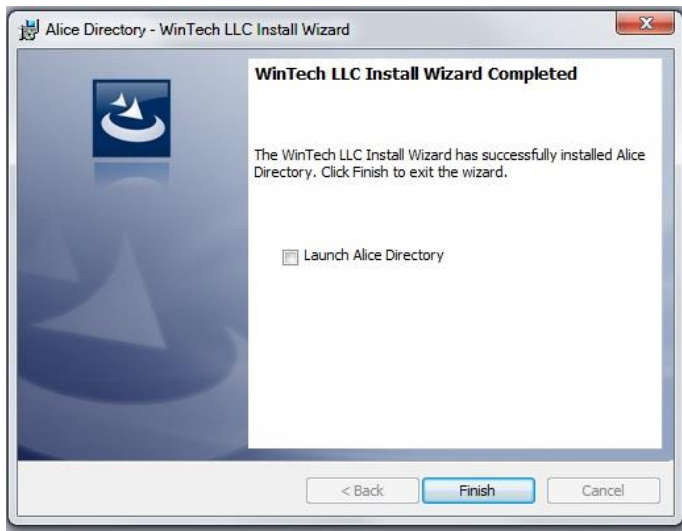 Alice Directory - WinTech LLC Install Wizard
WinTech LLC Install Wizard Completed
The WinTech LLC Install Wizard has successfully installed Alice
Directory. Click Finish to exit the wizard.
Launch Alice Directory
< Back
Finish
Cancel